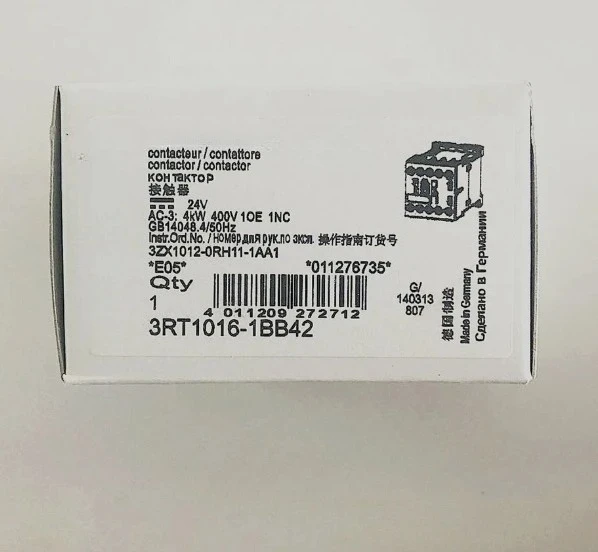 contacteur / contattore
contactor / contactor
контактор
接触器
24V
AC-3: 4kW 400V 10E 1NC
GB14048.4/50Hz
Instr.Ord.No. / номер для рук.по экспл. 操作指南订货号
3ZX1012-0RH11-1AA1
*E05* *011276735*
Qty
1
4 011209 272712
3RT1016-1BB42
G/
140313
807
德国制造
Made in Germany
Сделано в Германии